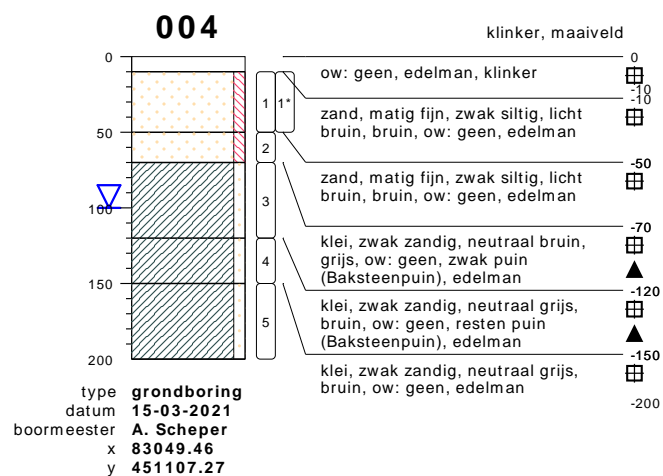 004
klinker, maaiveld
0
50
100
150
200
1
1*
2
3
4
5
0
ow: geen, edelman, klinker
-10
-10
zand, matig fijn, zwak siltig, licht
bruin, bruin, ow: geen, edelman
-50
zand, matig fijn, zwak siltig, licht
bruin, bruin, ow: geen, edelman
-70
klei, zwak zandig, neutraal bruin,
grijs, ow: geen, zwak puin
(Baksteenpuin), edelman
-120
klei, zwak zandig, neutraal grijs,
bruin, ow: geen, resten puin
(Baksteenpuin), edelman
-150
klei, zwak zandig, neutraal grijs,
bruin, ow: geen, edelman
-200
type grondboring
datum 15-03-2021
boormeester A. Scheper
x 83049.46
y 451107.27